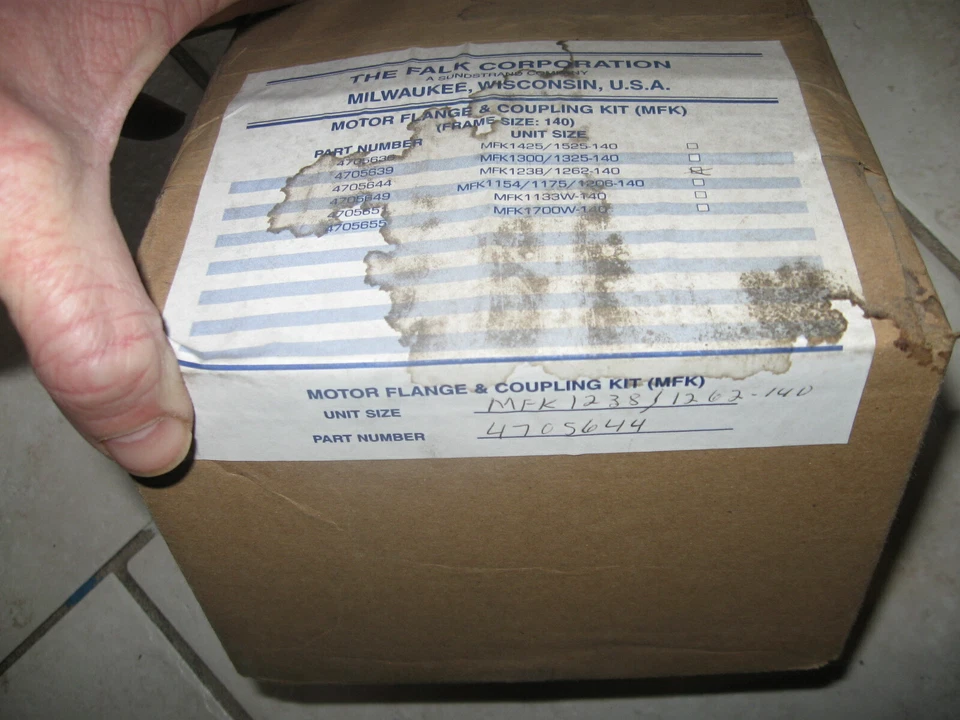 THE FALK CORPORATION
A SUNDSTRAND COMPANY
MILWAUKEE, WISCONSIN, U.S.A.
MOTOR FLANGE & COUPLING KIT (MFK)
(FRAME SIZE: 140)
PART NUMBER UNIT SIZE
MFK1425/1525-140
4705639 MFK1300/1325-140
4705644 MFK1238/1262-140
4705649 MFK1154/1175/1206-140
MFK1133W-140
4705655 MFK1700W-140
MOTOR FLANGE & COUPLING KIT (MFK)
UNIT SIZE MFK1238/1262-140
PART NUMBER 4705644